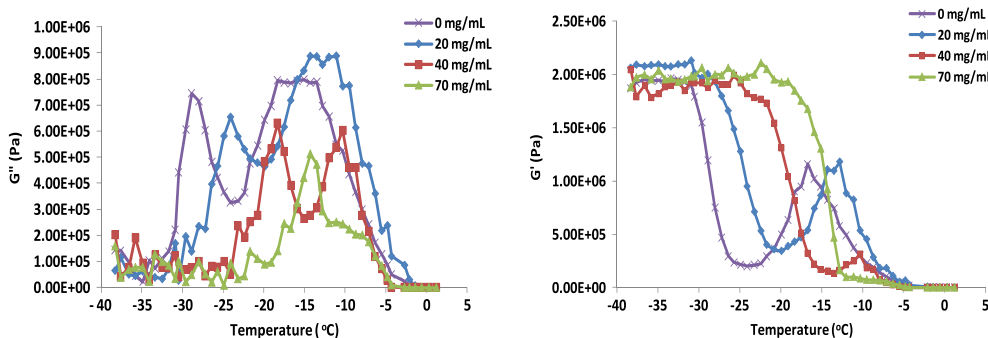 0 mg/mL
20 mg/mL
40 mg/mL
70 mg/mL
1.00E+06
9.00E+05
8.00E+05
7.00E+05
6.00E+05
5.00E+05
4.00E+05
3.00E+05
2.00E+05
1.00E+05
0.00E+00
G" (Pa)
-40 -35 -30 -25 -20 -15 -10 -5 0 5
Temperature ( oC)
0 mg/mL
20 mg/mL
40 mg/mL
70 mg/mL
2.50E+06
2.00E+06
1.50E+06
1.00E+06
5.00E+05
0.00E+00
G' (Pa)
-40 -35 -30 -25 -20 -15 -10 -5 0 5
Temperature (oC)